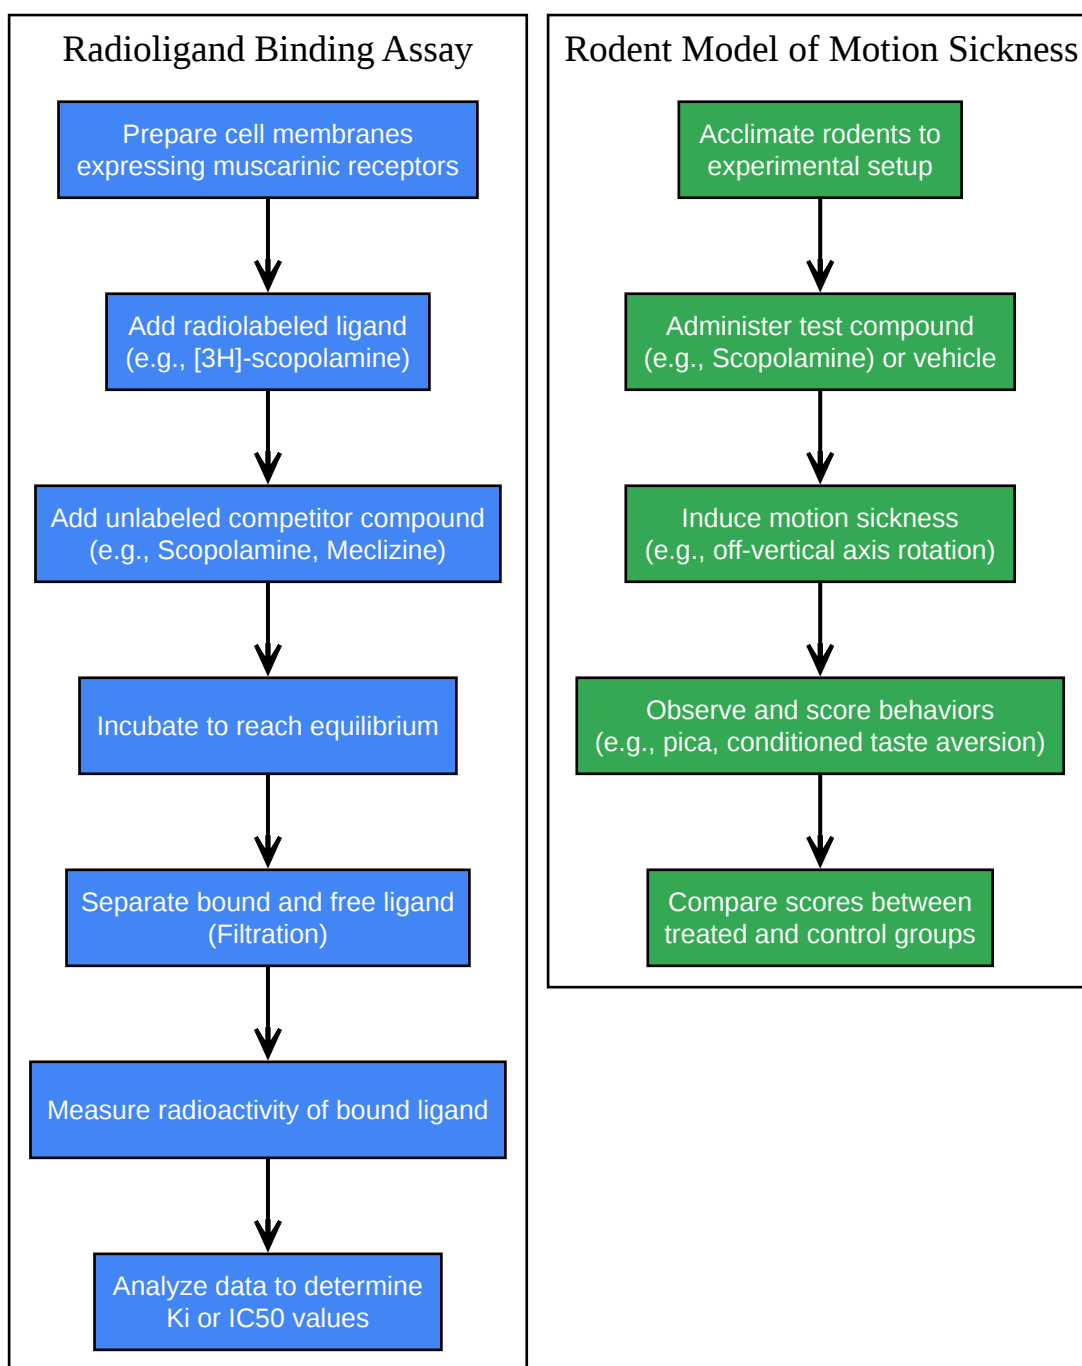 Radioligand Binding Assay
Prepare cell membranes
expressing muscarinic receptors
Add radiolabeled ligand
(e.g., [3H]-scopolamine)
Add unlabeled competitor compound
(e.g., Scopolamine, Meclizine)
Incubate to reach equilibrium
Separate bound and free ligand
(Filtration)
Measure radioactivity of bound ligand
Analyze data to determine
Ki or IC50 values
Rodent Model of Motion Sickness
Acclimate rodents to
experimental setup
Administer test compound
(e.g., Scopolamine) or vehicle
Induce motion sickness
(e.g., off-vertical axis rotation)
Observe and score behaviors
(e.g., pica, conditioned taste aversion)
Compare scores between
treated and control groups